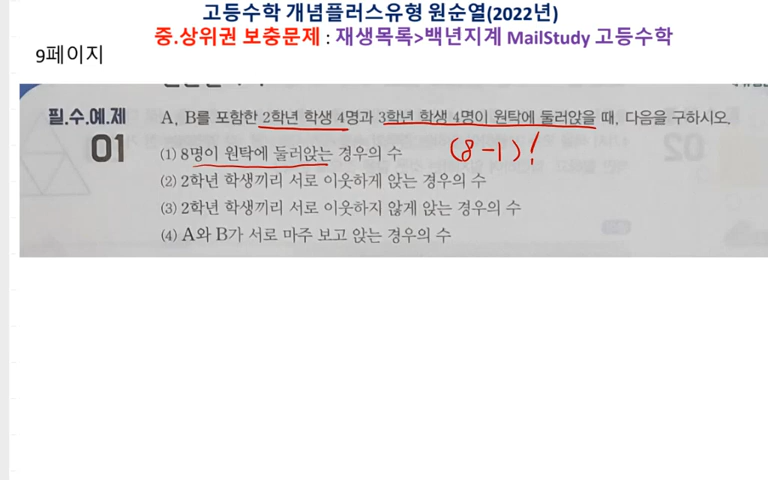 고등수학 개념플러스유형 원순열(2022년)
중.상위권 보충문제 : 재생목록>백년지계 MailStudy 고등수학
9페이지
필.수.예.제
01
A, B를 포함한 2학년 학생 4명과 3학년 학생 4명이 원탁에 둘러앉을 때, 다음을 구하시오.
(1) 8명이 원탁에 둘러앉는 경우의 수 (8-1)!
(2) 2학년 학생끼리 서로 이웃하게 앉는 경우의 수
(3) 2학년 학생끼리 서로 이웃하지 않게 앉는 경우의 수
(4) A와 B가 서로 마주 보고 앉는 경우의 수